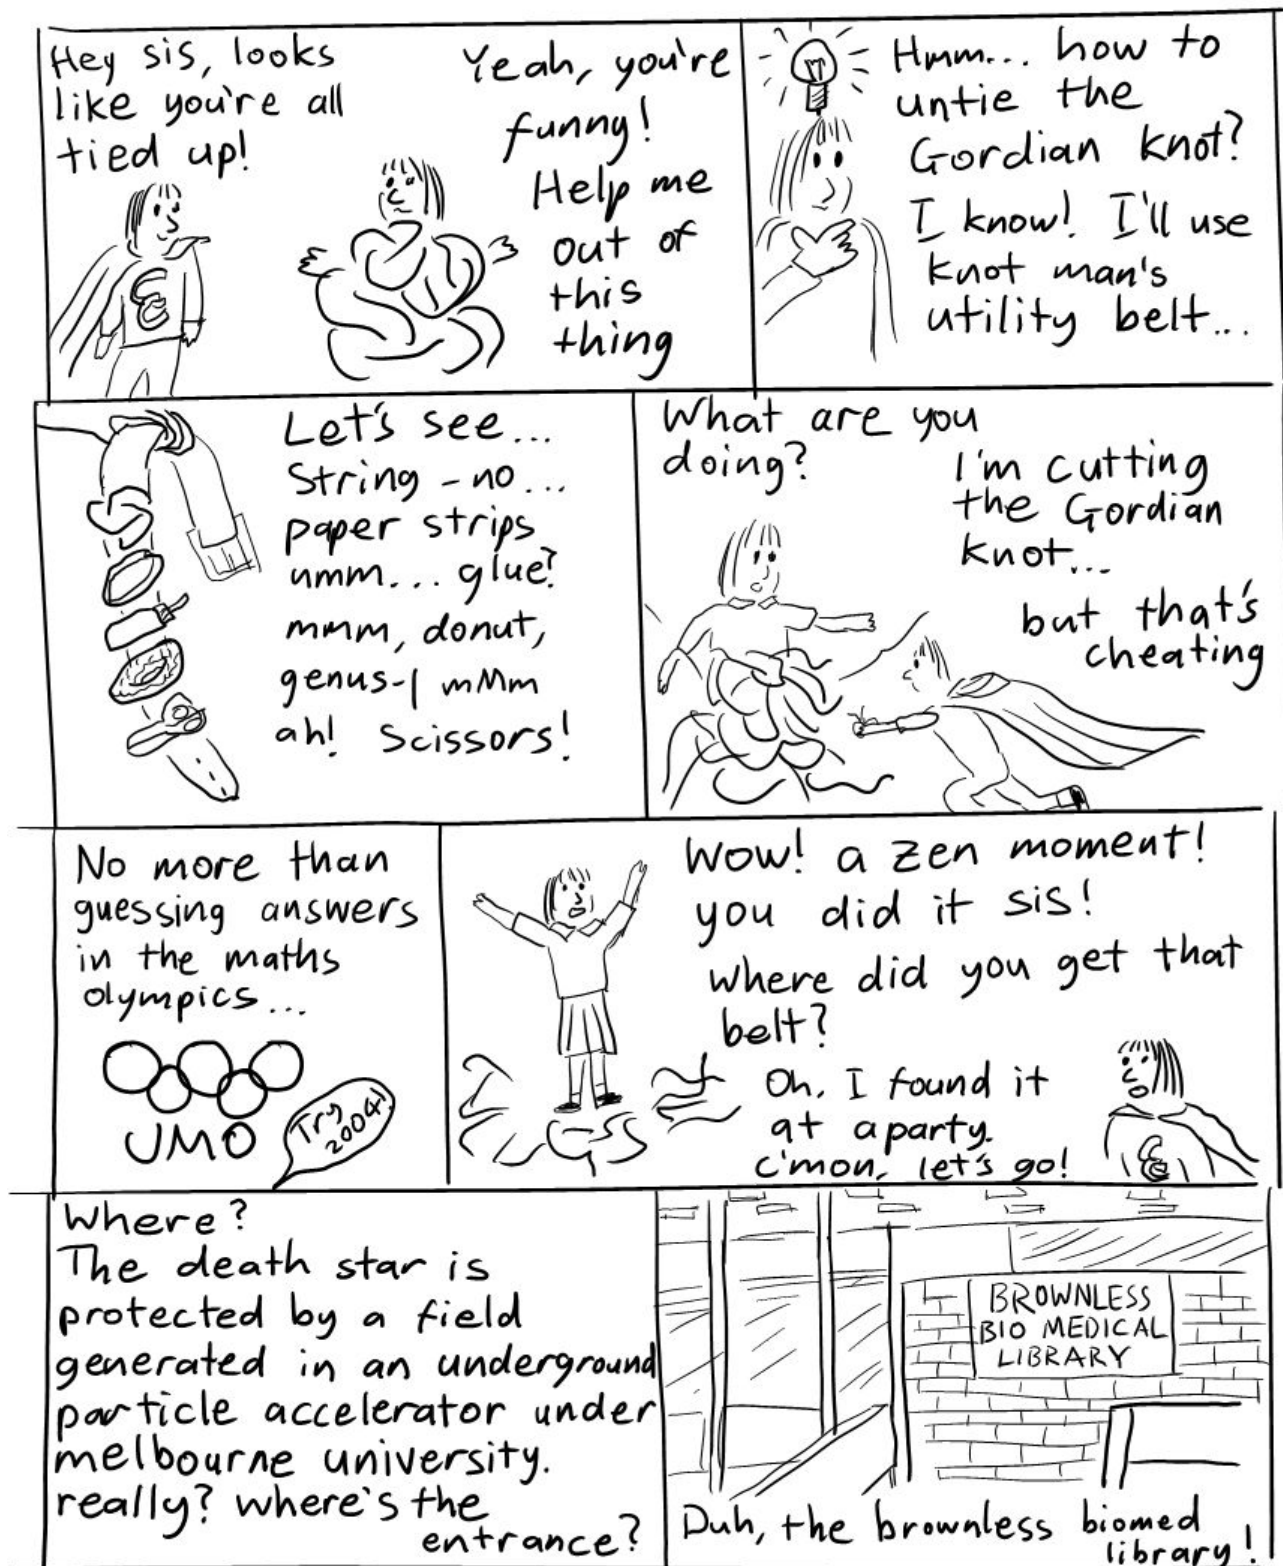 Hey sis, looks
like you're all
tied up!
Yeah, you're
funny!
Help me
out of
this
thing
Hmm... how to
untie the
Gordian knot?
I know! I'll use
knot man's
utility belt...
Let's see...
String - no...
paper strips
umm... glue?
mmm, donut,
genus-1 mMm
ah! Scissors!
What are you
doing?
I'm cutting
the Gordian
knot...
but that's
cheating
No more than
guessing answers
in the maths
olympics...
UMO
Try
2004!
Wow! a zen moment!
you did it sis!
where did you get that
belt?
Oh, I found it
at a party.
c'mon, let's go!
Where?
The death star is
protected by a field
generated in an underground
particle accelerator under
melbourne university.
really? where's the
entrance?
BROWNLESS
BIO MEDICAL
LIBRARY
Duh, the brownless biomed
library!